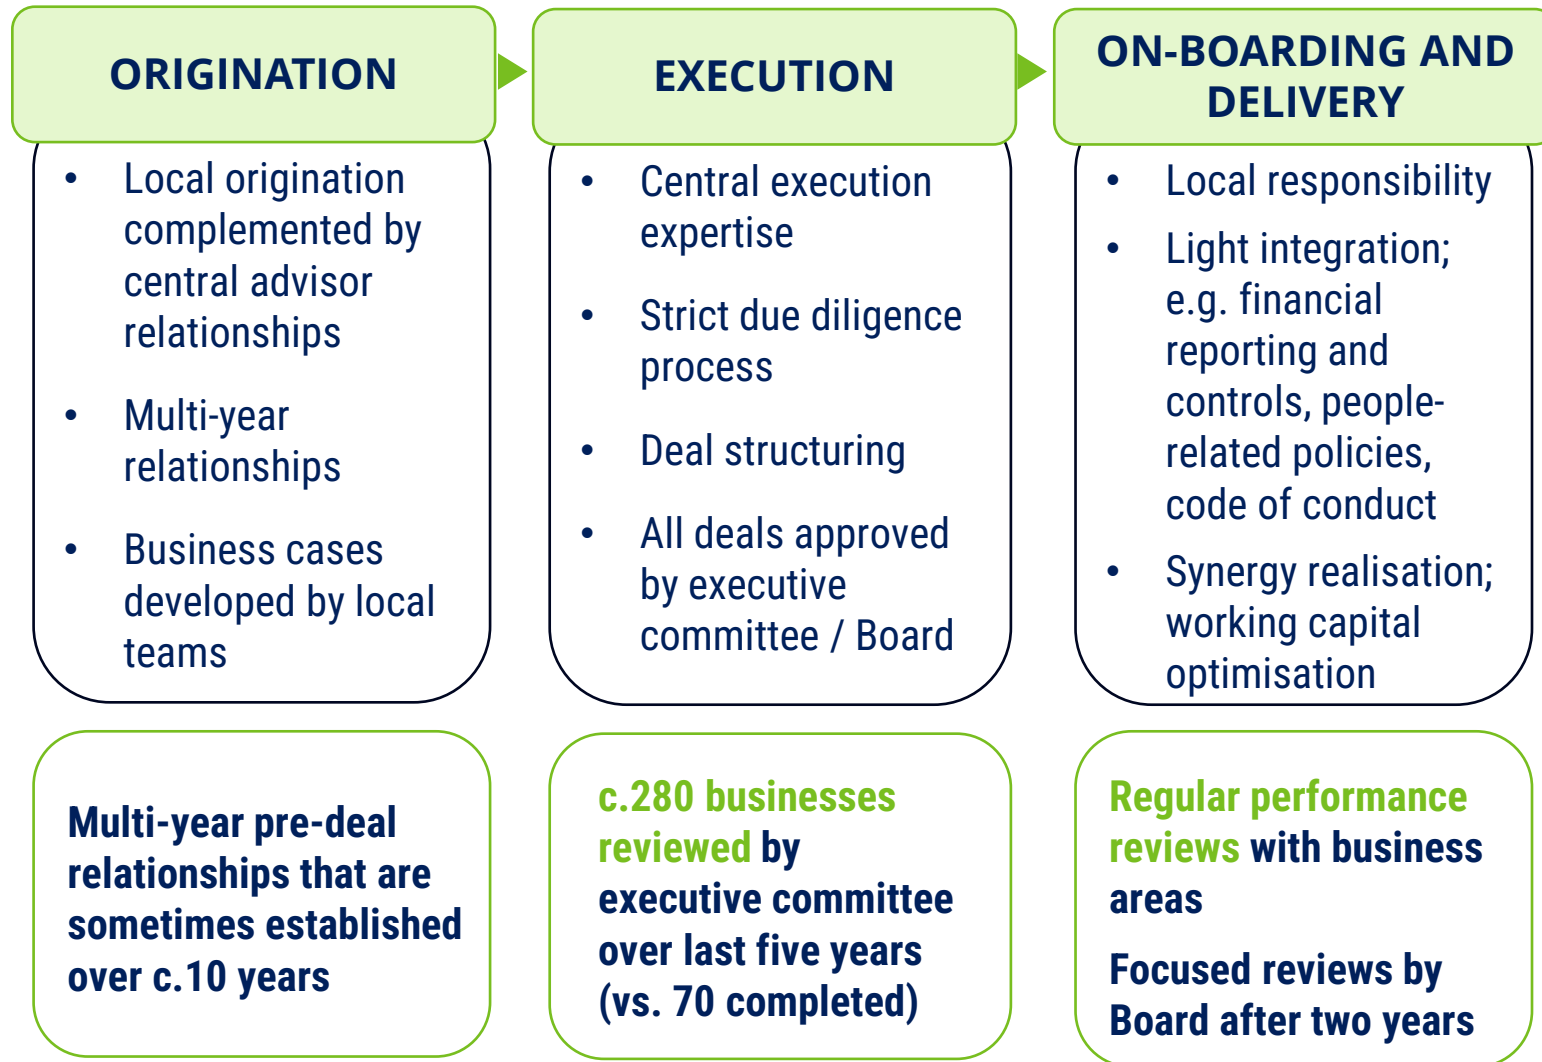 ORIGINATION
• Local origination
complemented by
central advisor
relationships
• Multi-year
relationships
• Business cases
developed by local
teams
Multi-year pre-deal
relationships that are
sometimes established
over c.10 years
EXECUTION
• Central execution
expertise
• Strict due diligence
process
• Deal structuring
• All deals approved
by executive
committee / Board
c.280 businesses
reviewed by
executive committee
over last five years
(vs. 70 completed)
ON-BOARDING AND
DELIVERY
• Local responsibility
• Light integration;
e.g. financial
reporting and
controls, people-
related policies,
code of conduct
• Synergy realisation;
working capital
optimisation
Regular performance
reviews with business
areas
Focused reviews by
Board after two years